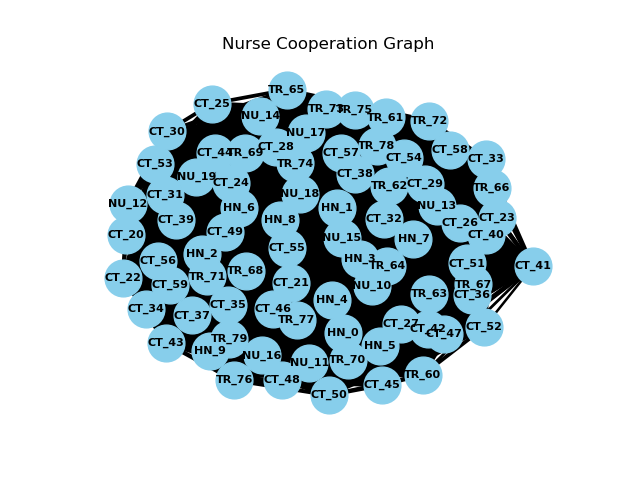 Nurse Cooperation Graph
TR_65
CT_25
TR_73
TR_75
NU_14
TR_61
TR_72
CT_30
NU_17
CT_28
TR_78
CT_58
CT_44
TR_69
CT_57
CT_54
CT_33
CT_53
TR_74
CT_38
NU_19
CT_24
TR_62
CT_29
TR_66
CT_31
NU_18
NU_12
HN_6
HN_1
NU_13
CT_39
HN_8
CT_32
CT_26
CT_23
CT_20
CT_49
NU_15
HN_7
CT_40
HN_2
CT_55
CT_56
HN_3
TR_64
CT_51
CT_41
CT_22
TR_71
TR_68
CT_59
CT_21
NU_10
TR_67
TR_63
CT_36
CT_34
CT_35
HN_4
CT_46
CT_37
TR_77
CT_27
CT_42
CT_47
CT_52
HN_0
CT_43
TR_79
HN_9
HN_5
NU_16
NU_11
TR_70
TR_76
CT_48
TR_60
CT_45
CT_50